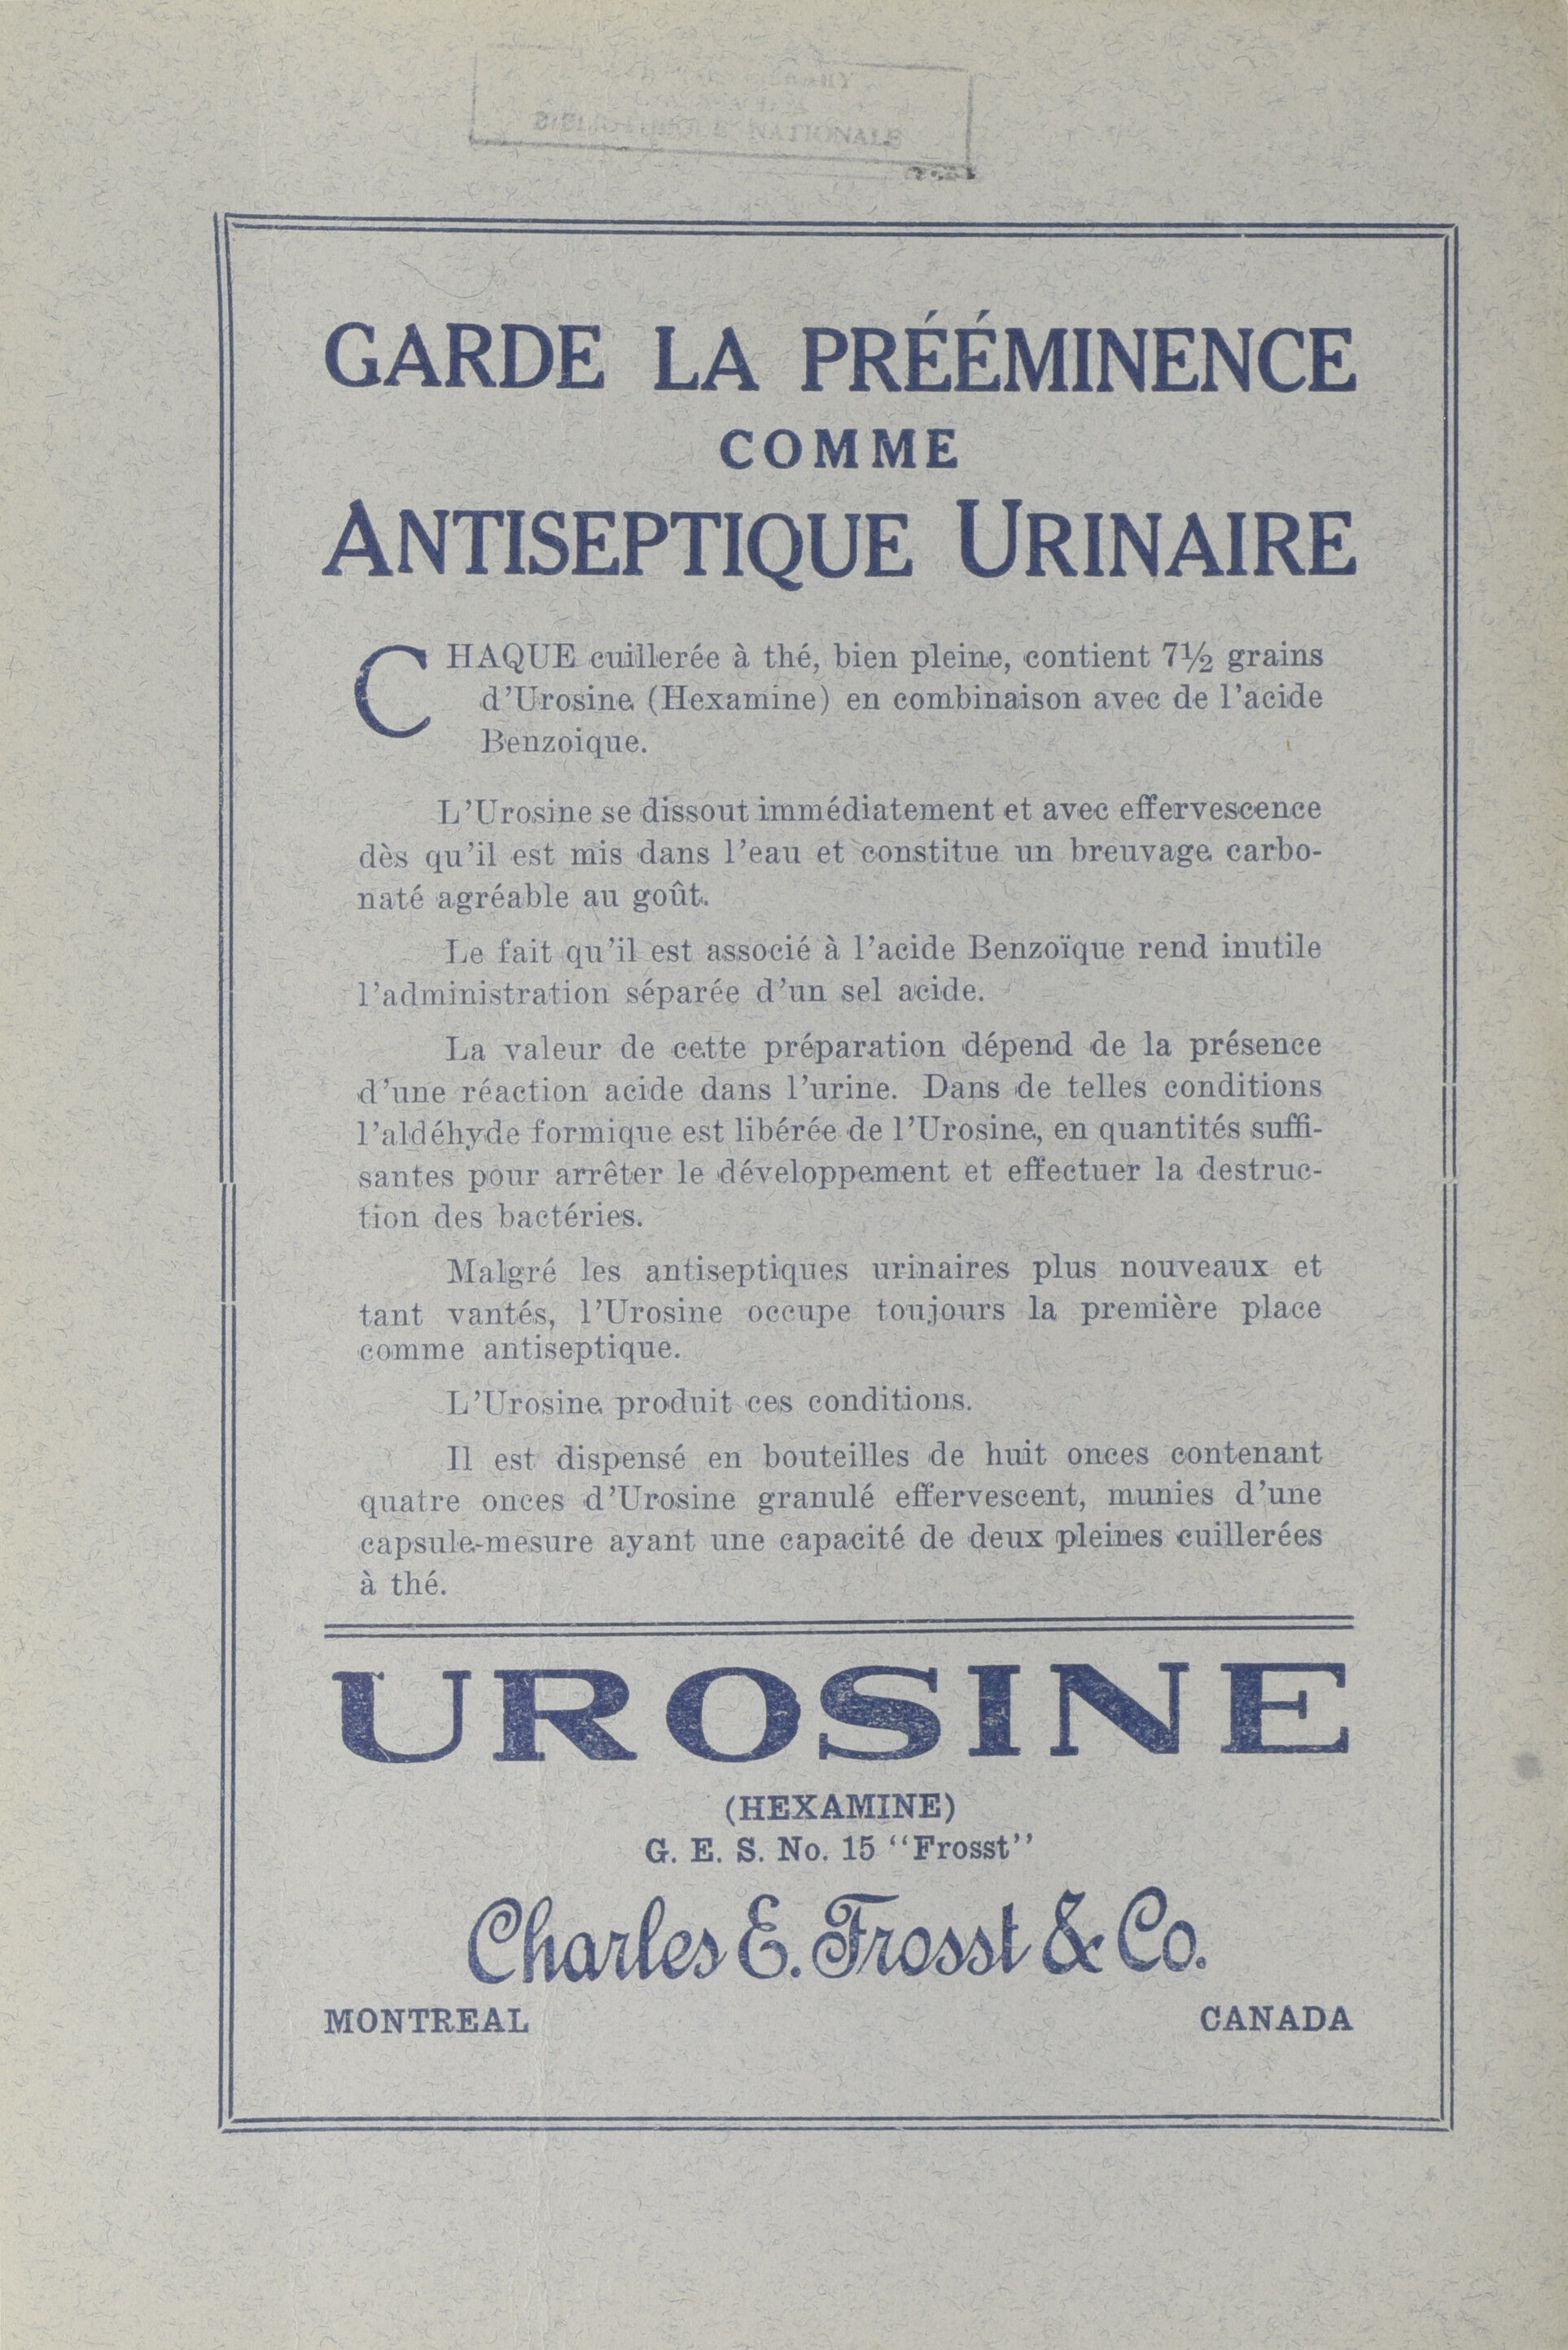 BIBLIOTHEQUE NATIONALE
GARDE LA PRÉÉMINENCE
COMME
ANTISEPTIQUE URINAIRE
CHAQUE cuillerée à thé, bien pleine, contient 7½ grains
d'Urosine (Hexamine) en combinaison avec de l'acide
Benzoique.
L'Urosine se dissout immédiatement et avec effervescence
dès qu'il est mis dans l'eau et constitue un breuvage carbo-
naté agréable au goût.
Le fait qu'il est associé à l'acide Benzoïque rend inutile
l'administration séparée d'un sel acide.
La valeur de cette préparation dépend de la présence
d'une réaction acide dans l'urine. Dans de telles conditions
l'aldéhyde formique est libérée de l'Urosine, en quantités suffi-
santes pour arrêter le développement et effectuer la destruc-
tion des bactéries.
Malgré les antiseptiques urinaires plus nouveaux et
tant vantés, l'Urosine occupe toujours la première place
comme antiseptique.
L'Urosine produit ces conditions.
Il est dispensé en bouteilles de huit onces contenant
quatre onces d'Urosine granulé effervescent, munies d'une
capsule-mesure ayant une capacité de deux pleines cuillerées
à thé.
UROSINE
(HEXAMINE)
G. E. S. No. 15 "Frosst"
Charles E. Frosst & Co.
MONTREAL CANADA